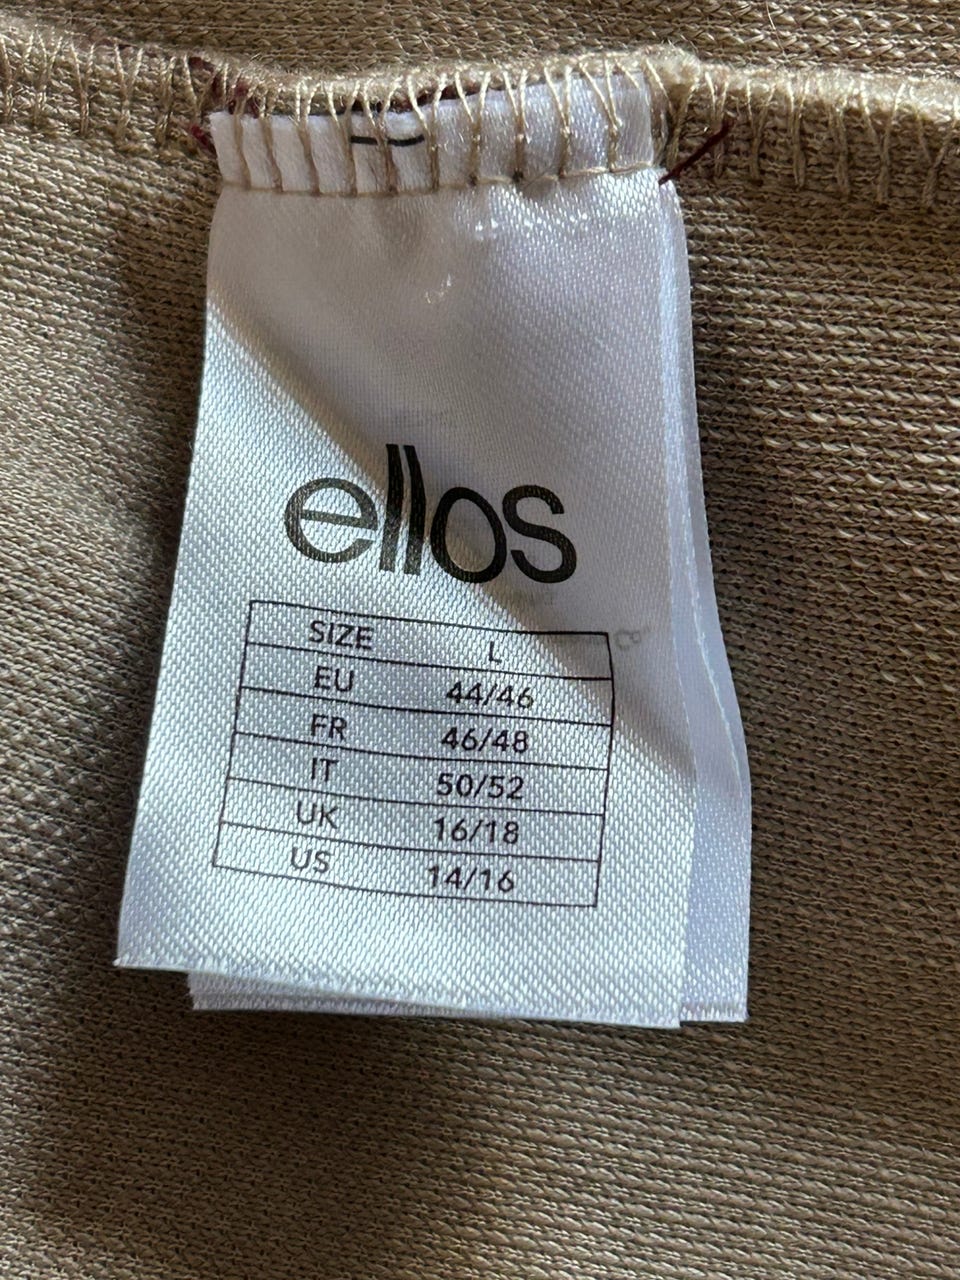 ellos
SIZE L
EU 44/46
FR 46/48
IT 50/52
UK 16/18
US 14/16